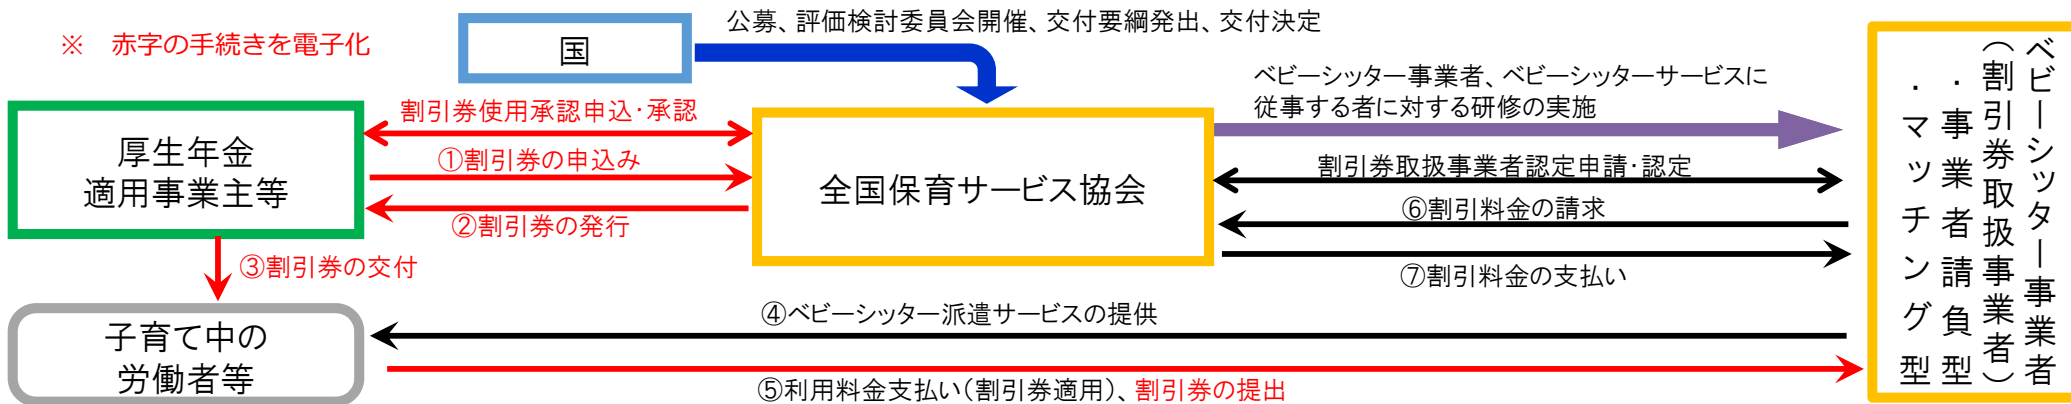 公募、評価検討委員会開催、交付要綱発出、交付決定
※　赤字の手続きを電子化
国
ベビーシッター事業者、ベビーシッターサービスに
従事する者に対する研修の実施
割引券使用承認申込・承認
厚生年金
適用事業主等
①割引券の申込み
②割引券の発行
全国保育サービス協会
割引券取扱事業者認定申請・認定
⑥割引料金の請求
⑦割引料金の支払い
③割引券の交付
子育て中の
労働者等
④ベビーシッター派遣サービスの提供
⑤利用料金支払い（割引券適用）、割引券の提出
ベビーシッター事業者
（割引券取扱事業者）
・事業者請負型
・マッチング型